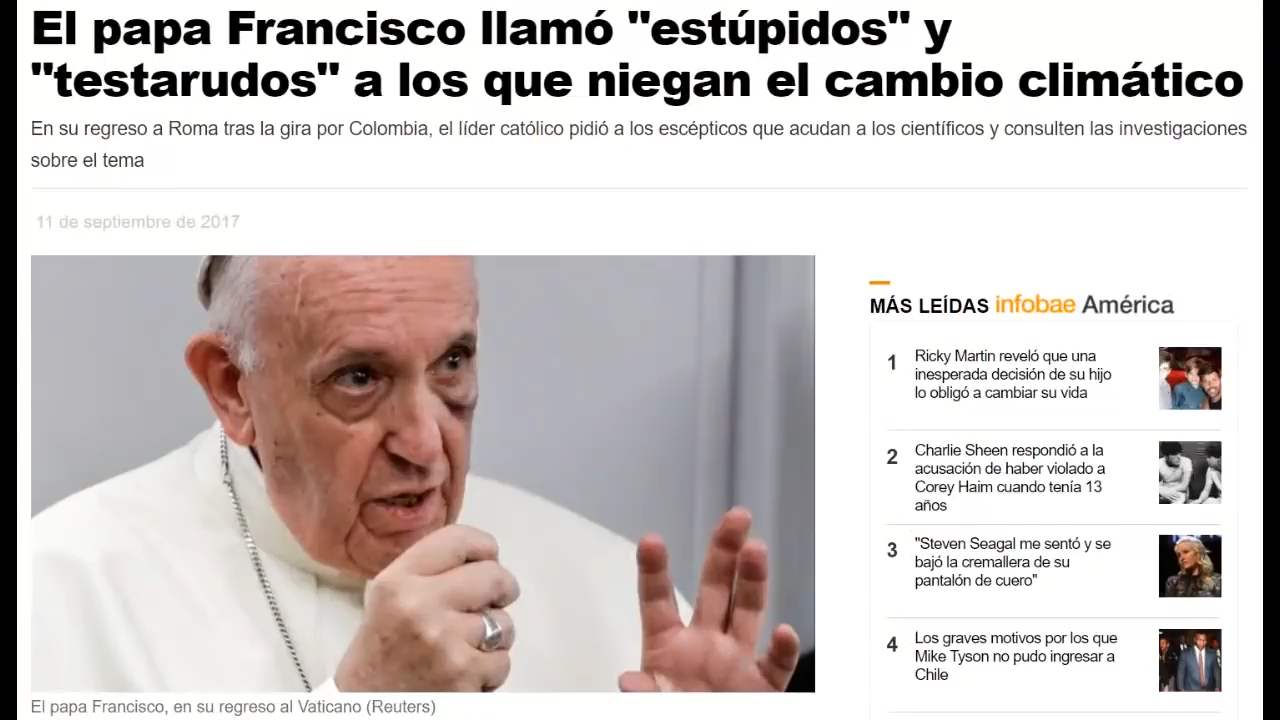 El papa Francisco llamó "estúpidos" y
"testarudos" a los que niegan el cambio climático
En su regreso a Roma tras la gira por Colombia, el líder católico pidió a los escépticos que acudan a los científicos y consulten las investigaciones
sobre el tema
11 de septiembre de 2017
MÁS LEÍDAS infobae América
1 Ricky Martin reveló que una
inesperada decisión de su hijo
lo obligó a cambiar su vida
2 Charlie Sheen respondió a la
acusación de haber violado a
Corey Haim cuando tenía 13
años
3 "Steven Seagal me sentó y se
bajó la cremallera de su
pantalón de cuero"
4 Los graves motivos por los que
Mike Tyson no pudo ingresar a
Chile
El papa Francisco, en su regreso al Vaticano (Reuters)